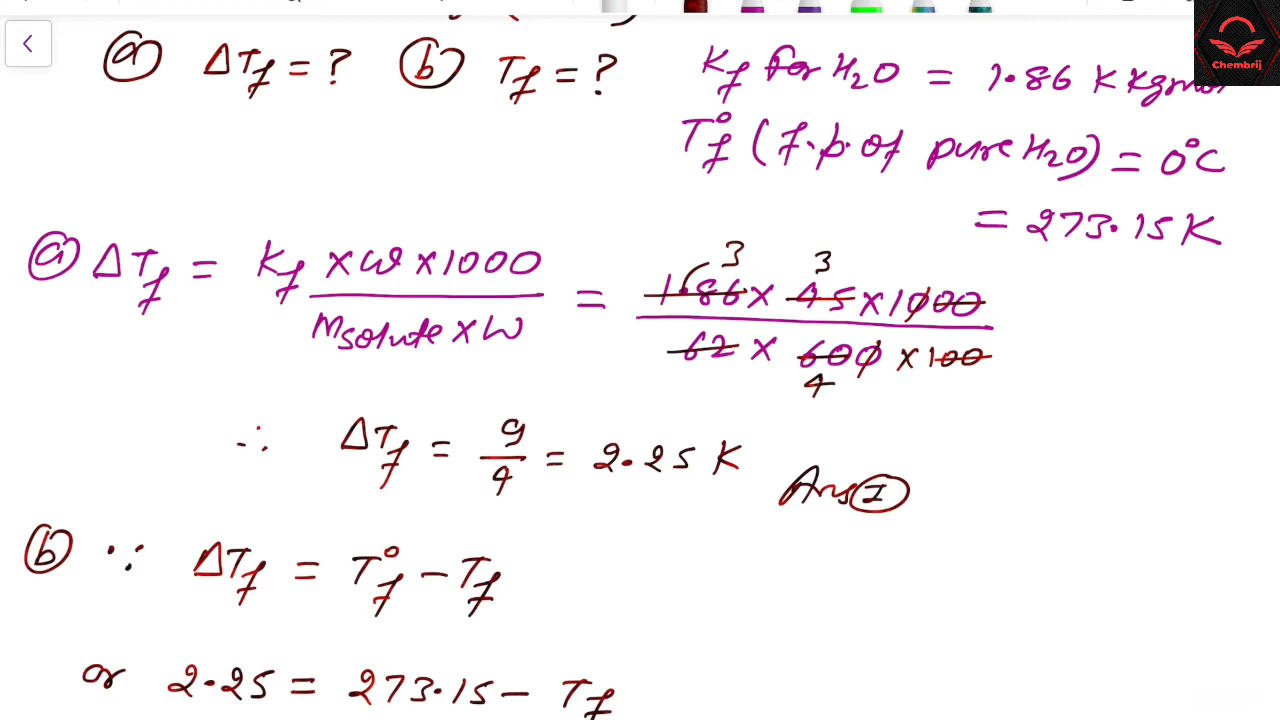 Chembrij
ⓐ ΔTf = ? ⓑ Tf = ?
Kf for H2O = 1.86 K kgmol
Tf° (f.p. of pure H2O) = 0°C
= 273.15 K
ⓐ ΔTf = Kf × w × 1000 / Msolute × W = 1.86 × 45 × 1000 / 62 × 600 × 100
3 3
4
∴ ΔTf = 9/4 = 2.25 K
Ans Ⓘ
ⓑ ∵ ΔTf = Tf° – Tf
or 2.25 = 273.15 – Tf